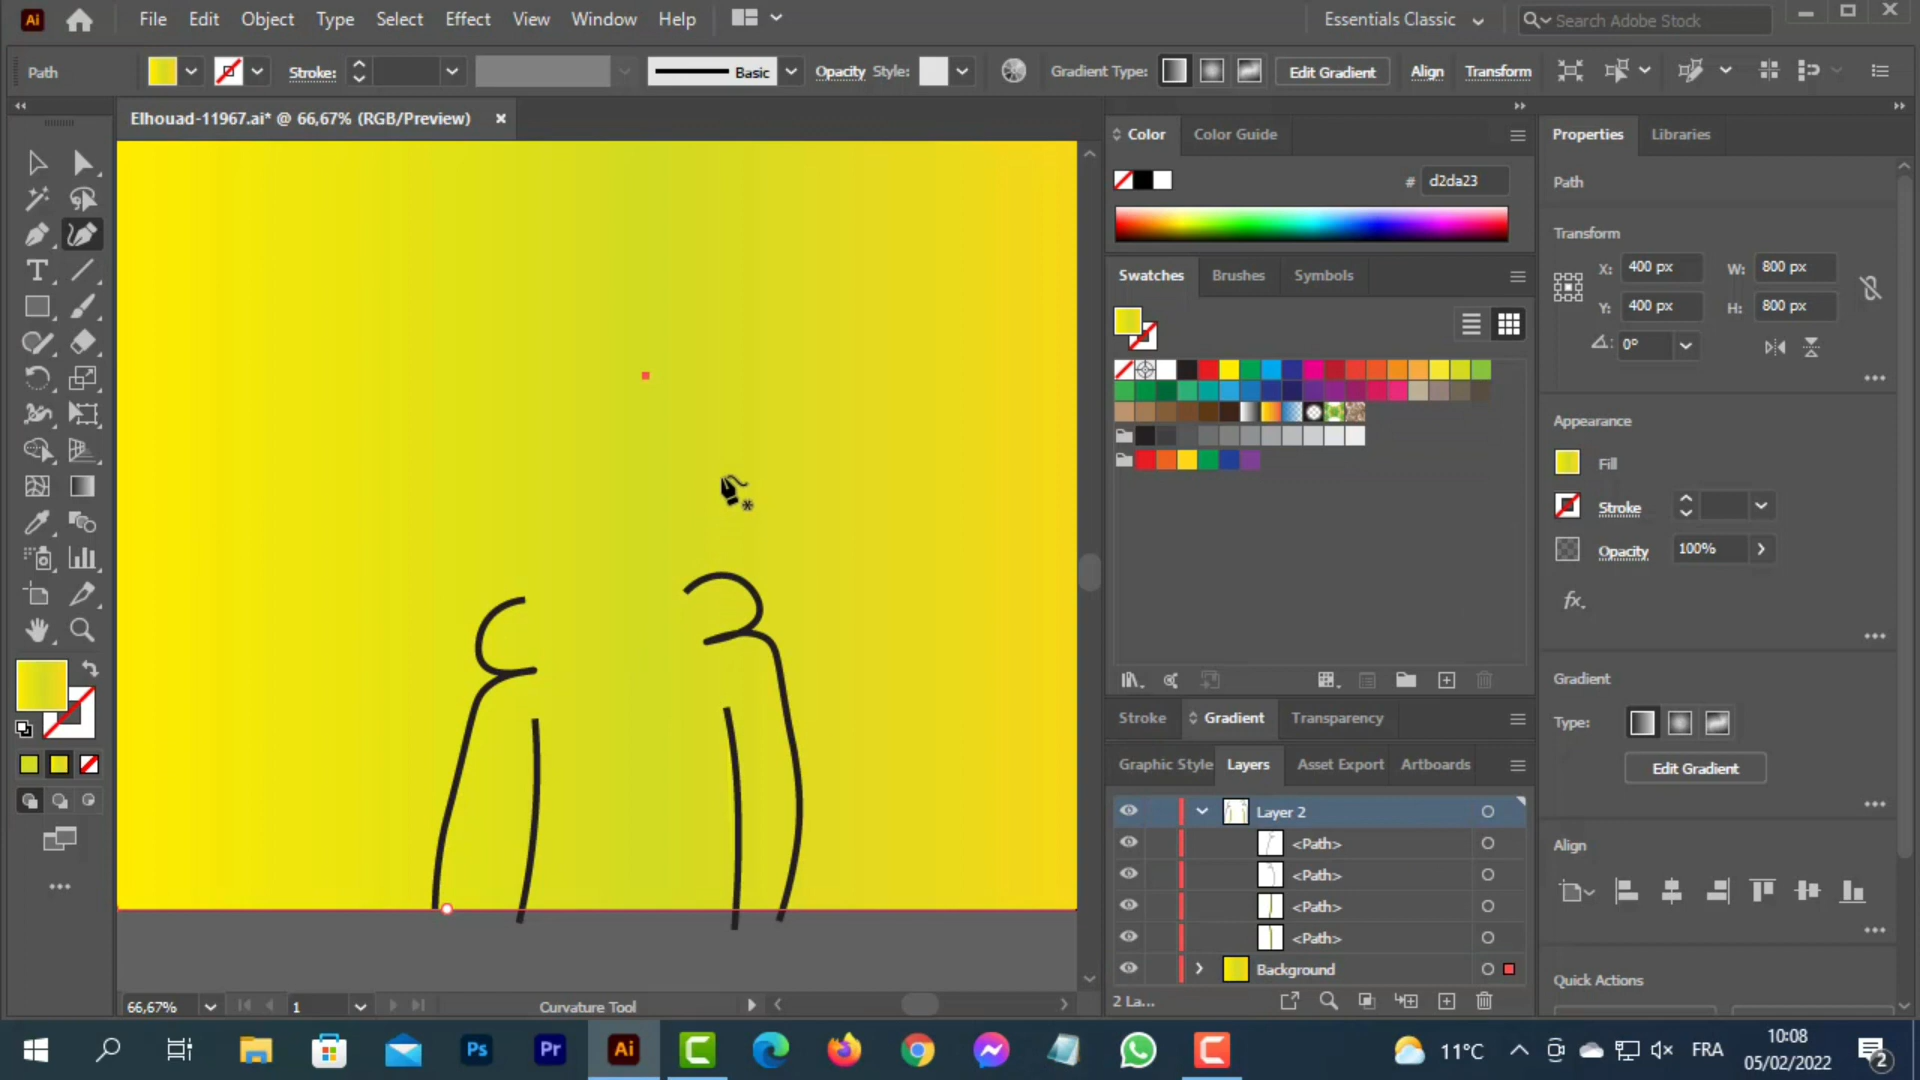 Ai File Edit Object Type Select Effect View Window Help Essentials Classic Search Adobe Stock
Path Stroke: Basic Opacity Style: Gradient Type: Edit Gradient Align Transform
Elhouad-11967.ai* @ 66,67% (RGB/Preview)
Color Color Guide
# d2da23
Swatches Brushes Symbols
Stroke Gradient Transparency
Graphic Style Layers Asset Export Artboards
Layer 2
<Path>
<Path>
<Path>
<Path>
Background
2 La...
Properties Libraries
Path
Transform
X: 400 px W: 800 px
Y: 400 px H: 800 px
0°
Appearance
Fill
Stroke
Opacity 100%
fx
Gradient
Type:
Edit Gradient
Align
Quick Actions
66,67% 1 Curvature Tool
Ps Pr Ai 11°C FRA 10:08
05/02/2022 2